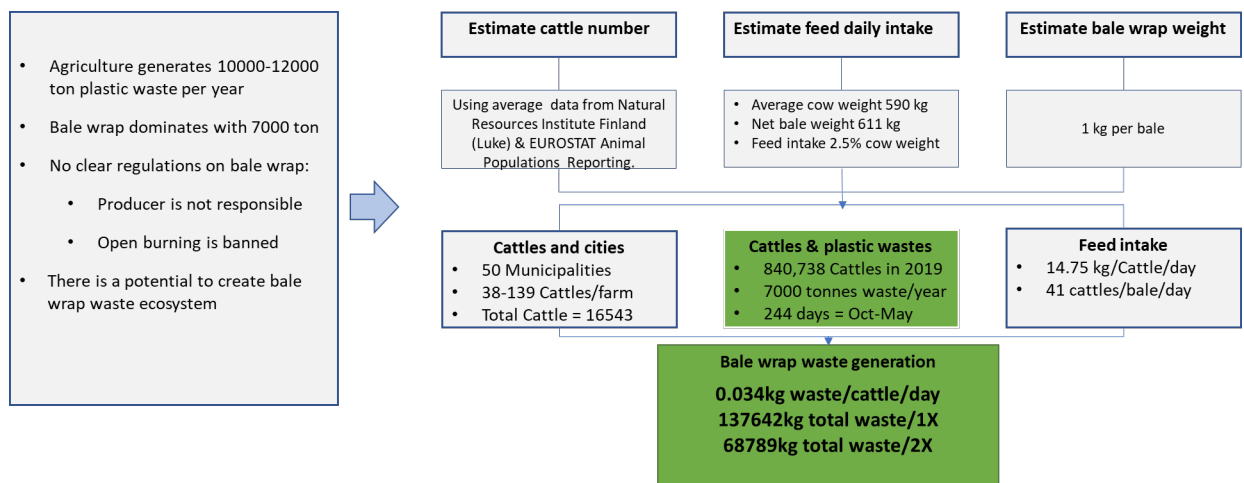 • Agriculture generates 10000-12000
ton plastic waste per year
• Bale wrap dominates with 7000 ton
• No clear regulations on bale wrap:
• Producer is not responsible
• Open burning is banned
• There is a potential to create bale
wrap waste ecosystem
Estimate cattle number
Using average data from Natural
Resources Institute Finland
(Luke) & EUROSTAT Animal
Populations Reporting.
Estimate feed daily intake
• Average cow weight 590 kg
• Net bale weight 611 kg
• Feed intake 2.5% cow weight
Estimate bale wrap weight
1 kg per bale
Cattles and cities
• 50 Municipalities
• 38-139 Cattles/farm
• Total Cattle = 16543
Cattles & plastic wastes
• 840,738 Cattles in 2019
• 7000 tonnes waste/year
• 244 days = Oct-May
Feed intake
• 14.75 kg/Cattle/day
• 41 cattles/bale/day
Bale wrap waste generation
0.034kg waste/cattle/day
137642kg total waste/1X
68789kg total waste/2X